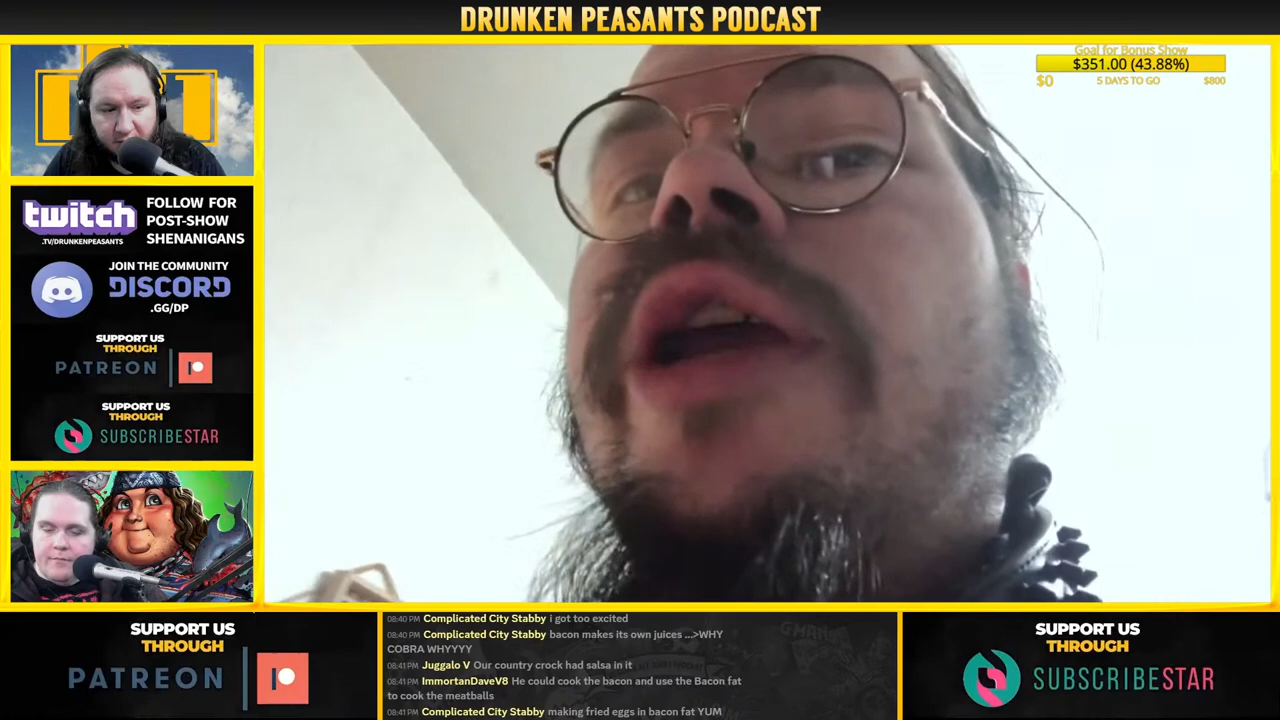 DRUNKEN PEASANTS PODCAST
Goal for Bonus Show
$351.00 (43.88%)
$0
5 DAYS TO GO
$800
twitch
.TV/DRUNKENPEASANTS
FOLLOW FOR
POST-SHOW
SHENANIGANS
JOIN THE COMMUNITY
DISCORD
.GG/DP
SUPPORT US
THROUGH
PATREON
SUPPORT US
THROUGH
SUBSCRIBESTAR
SUPPORT US
THROUGH
PATREON
08:40 PM Complicated City Stabby i got too excited
08:40 PM Complicated City Stabby bacon makes its own juices ...>WHY
COBRA WHYYYY
08:41 PM Juggalo V Our country crock had salsa in it
08:41 PM ImmortanDaveV8 He could cook the bacon and use the Bacon fat
to cook the meatballs
08:41 PM Complicated City Stabby making fried eggs in bacon fat YUM
SUPPORT US
THROUGH
SUBSCRIBESTAR